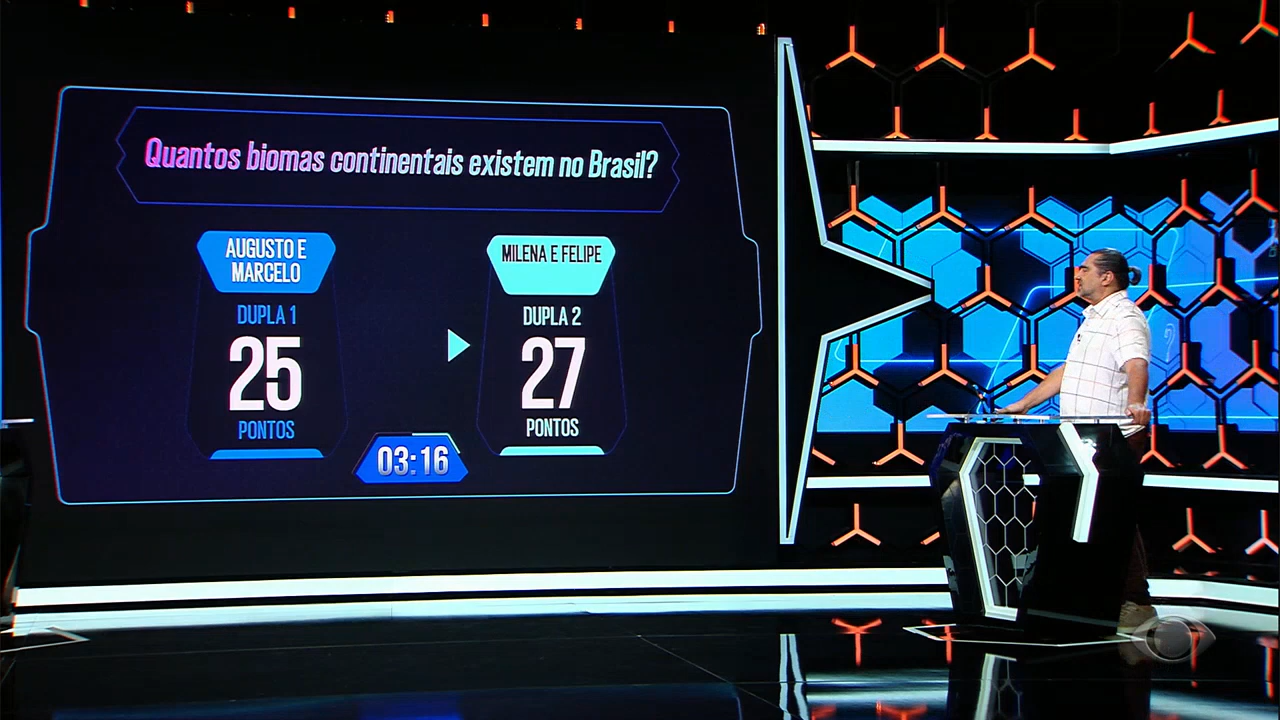 Quantos biomas continentais existem no Brasil?
AUGUSTO E
MARCELO
DUPLA 1
25
PONTOS
MILENA E FELIPE
DUPLA 2
27
PONTOS
03:16